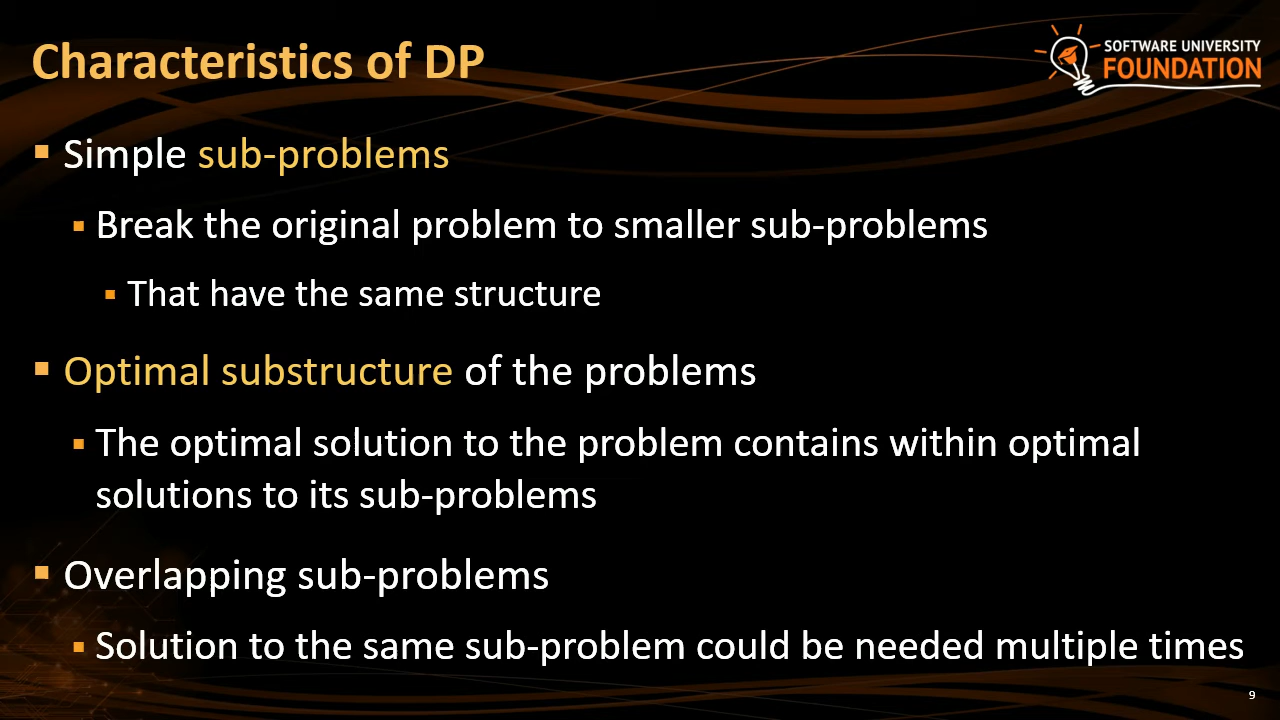 Characteristics of DP
SOFTWARE UNIVERSITY
FOUNDATION
Simple sub-problems
Break the original problem to smaller sub-problems
That have the same structure
Optimal substructure of the problems
The optimal solution to the problem contains within optimal
solutions to its sub-problems
Overlapping sub-problems
Solution to the same sub-problem could be needed multiple times
9